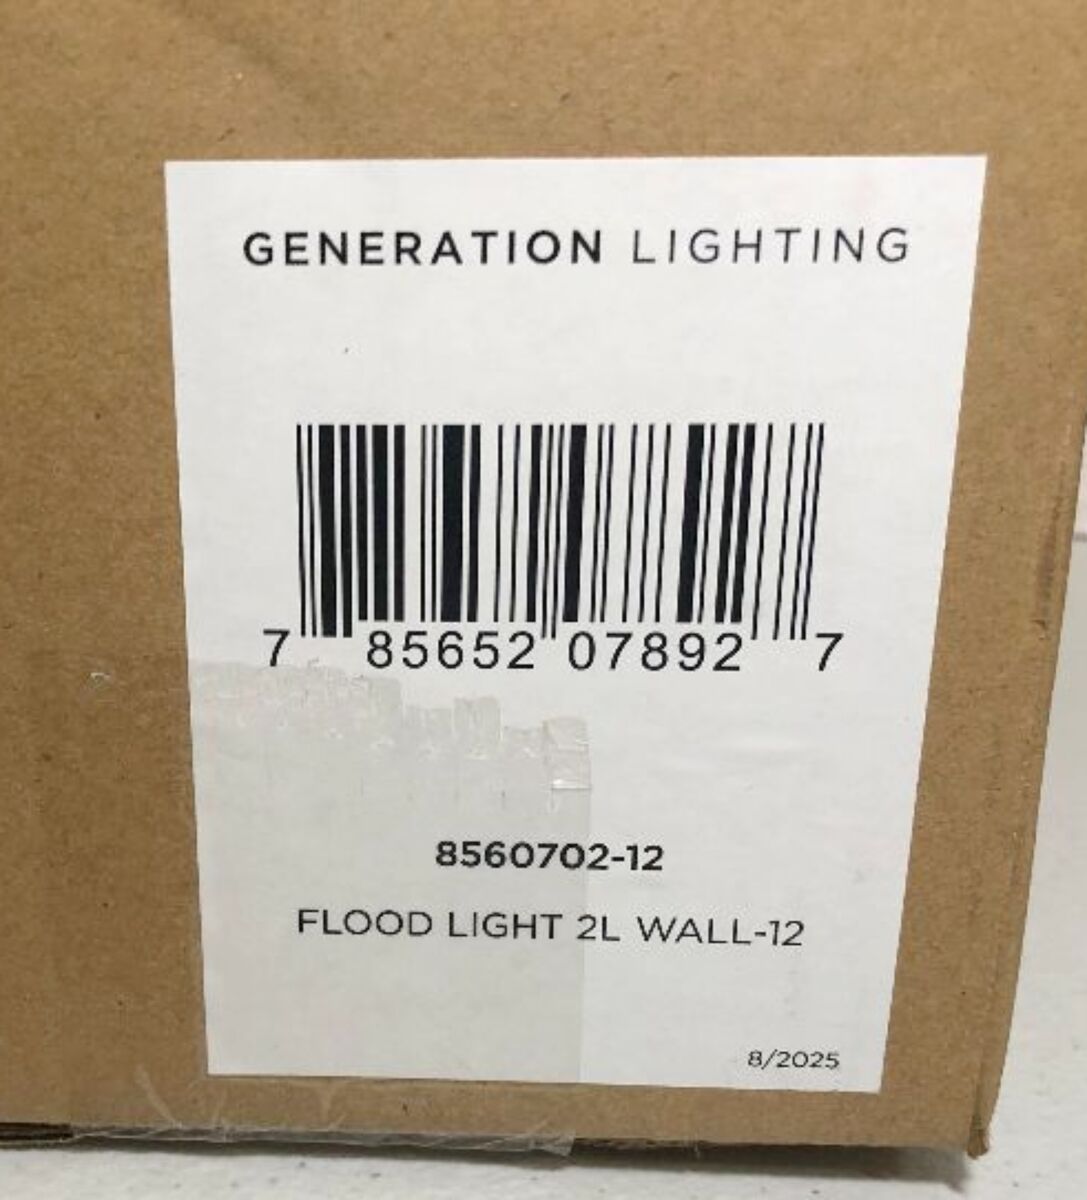 GENERATION LIGHTING
7 85652 07892 7
8560702-12
FLOOD LIGHT 2L WALL-12
8/2025